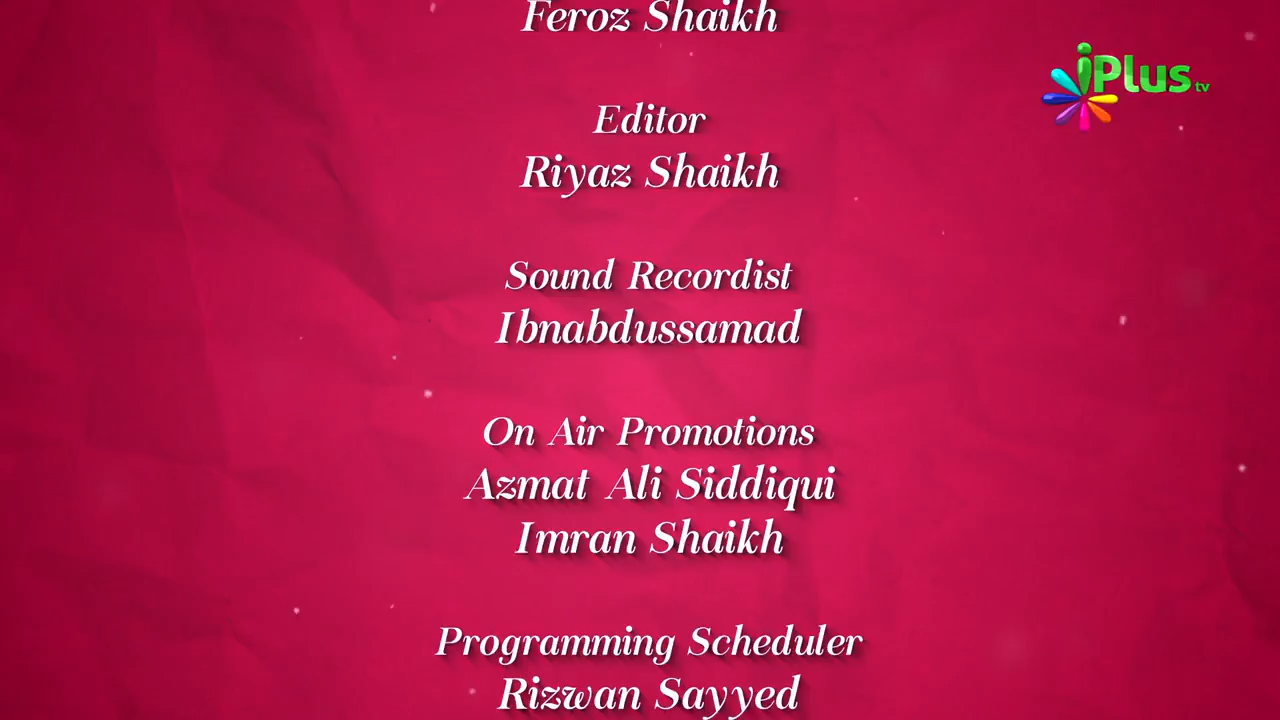 Feroz Shaikh
iPlus tv
Editor
Riyaz Shaikh
Sound Recordist
Ibnabdussamad
On Air Promotions
Azmat Ali Siddiqui
Imran Shaikh
Programming Scheduler
Rizwan Sayyed